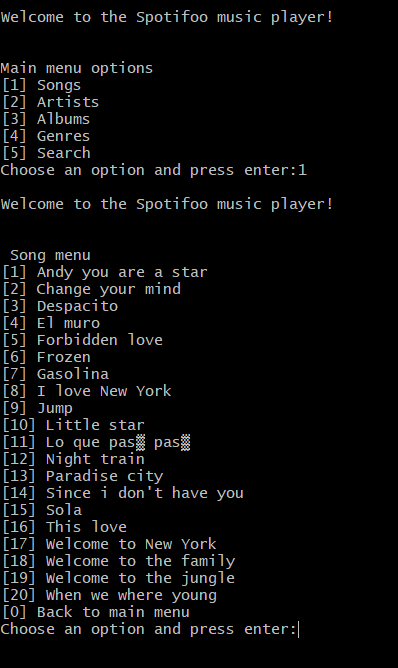 Welcome to the Spotifoo music player!
Main menu options
[1] Songs
[2] Artists
[3] Albums
[4] Genres
[5] Search
Choose an option and press enter:1
Welcome to the Spotifoo music player!
Song menu
[1] Andy you are a star
[2] Change your mind
[3] Despacito
[4] El muro
[5] Forbidden love
[6] Frozen
[7] Gasolina
[8] I love New York
[9] Jump
[10] Little star
[11] Lo que pas▒ pas▒
[12] Night train
[13] Paradise city
[14] Since i don't have you
[15] Sola
[16] This love
[17] Welcome to New York
[18] Welcome to the family
[19] Welcome to the jungle
[20] When we where young
[0] Back to main menu
Choose an option and press enter: